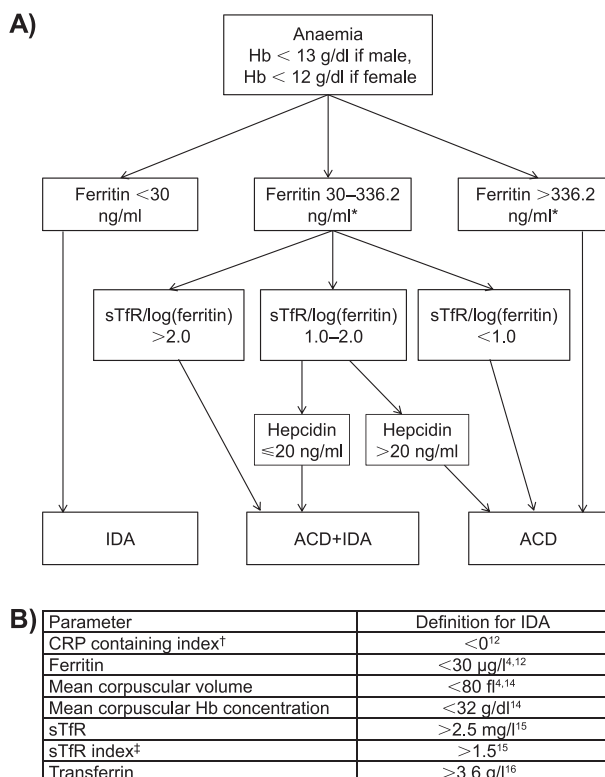 A)
Anaemia
Hb < 13 g/dl if male,
Hb < 12 g/dl if female
Ferritin <30
ng/ml
Ferritin 30–336.2
ng/ml*
Ferritin >336.2
ng/ml*
sTfR/log(ferritin)
>2.0
sTfR/log(ferritin)
1.0–2.0
sTfR/log(ferritin)
<1.0
Hepcidin
⩽20 ng/ml
Hepcidin
>20 ng/ml
IDA
ACD+IDA
ACD
B)
Parameter Definition for IDA
CRP containing index† <0¹²
Ferritin <30 µg/l⁴,¹²
Mean corpuscular volume <80 fl⁴,¹⁴
Mean corpuscular Hb concentration <32 g/dl¹⁴
sTfR >2.5 mg/l¹⁵
sTfR index‡ >1.5¹⁵
Transferrin >3.6 g/l¹⁶